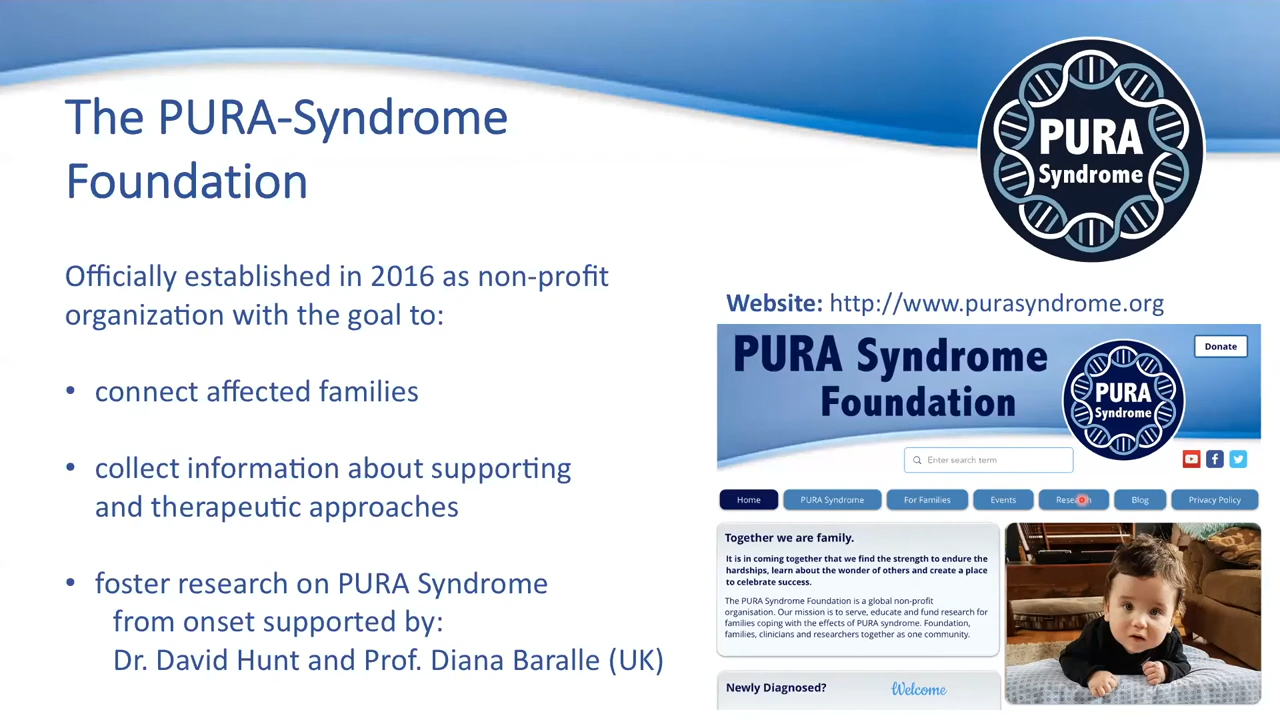 The PURA-Syndrome
Foundation
PURA
Syndrome
Officially established in 2016 as non-profit
organization with the goal to:
• connect affected families
• collect information about supporting
and therapeutic approaches
• foster research on PURA Syndrome
from onset supported by:
Dr. David Hunt and Prof. Diana Baralle (UK)
Website: http://www.purasyndrome.org
PURA Syndrome
Foundation
PURA
Syndrome
Donate
Enter search term
Home
PURA Syndrome
For Families
Events
Research
Blog
Privacy Policy
Together we are family.
It is in coming together that we find the strength to endure the
hardships, learn about the wonder of others and create a place
to celebrate success.
The PURA Syndrome Foundation is a global non-profit
organisation. Our mission is to serve, educate and fund research for
families coping with the effects of PURA syndrome. Foundation,
families, clinicians and researchers together as one community.
Newly Diagnosed?
Welcome